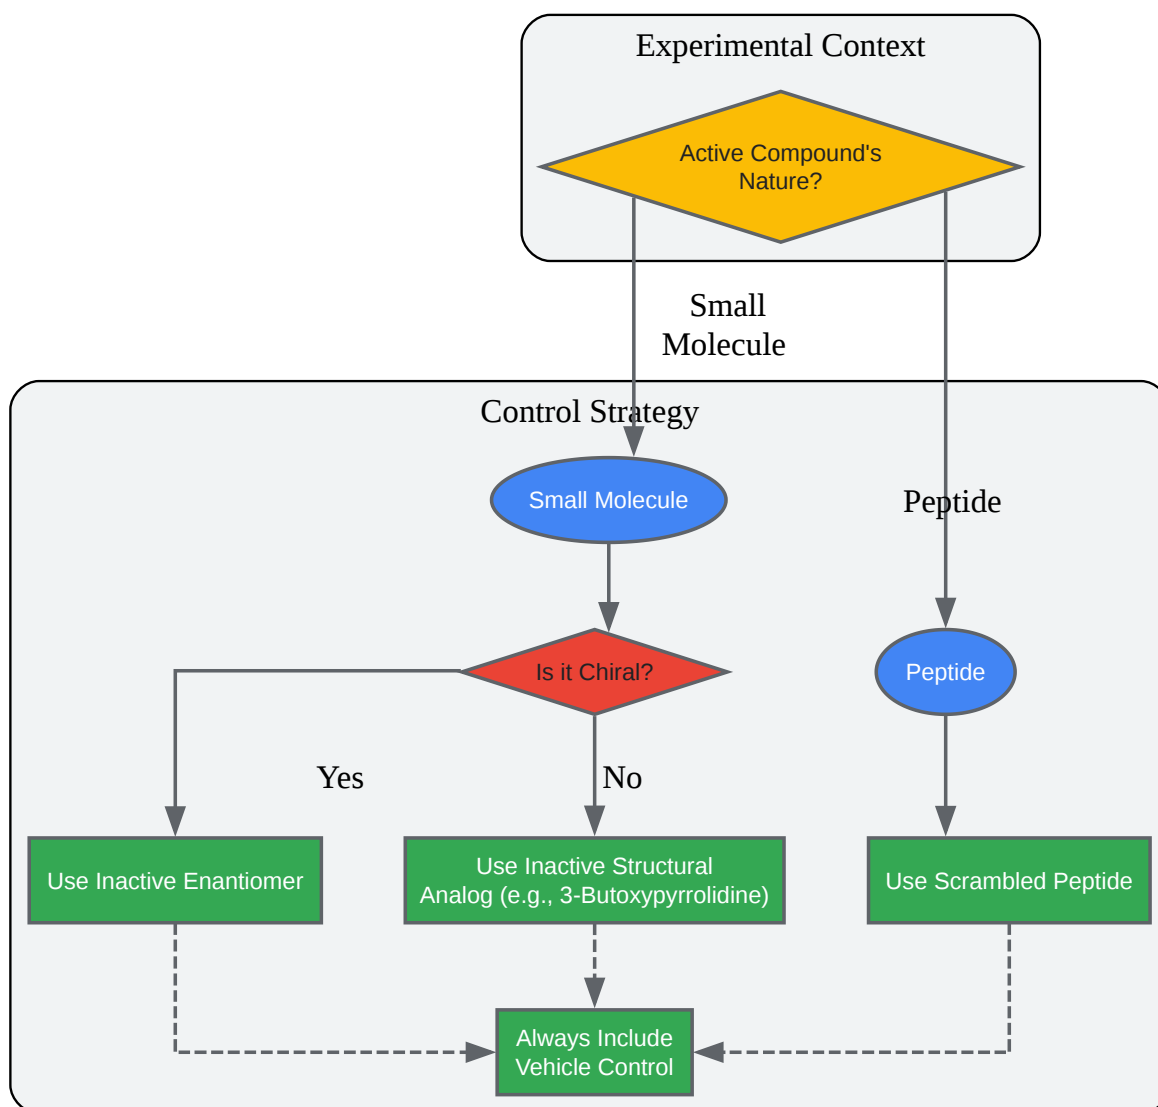 Experimental Context
Active Compound's
Nature?
Small
Molecule
Control Strategy
Small Molecule
Peptide
Is it Chiral?
Peptide
Yes
No
Use Inactive Enantiomer
Use Inactive Structural
Analog (e.g., 3-Butoxypyrrolidine)
Use Scrambled Peptide
Always Include
Vehicle Control